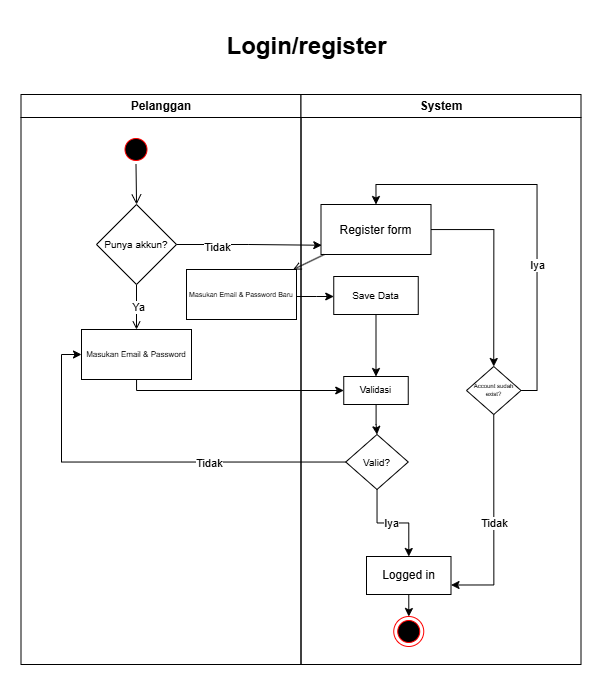 Login/register
Pelanggan
System
Punya akkun?
Tidak
Register form
Iya
Masukan Email & Password Baru
Save Data
Ya
Masukan Email & Password
Validasi
Account sudah
exist?
Valid?
Tidak
Iya
Tidak
Logged in